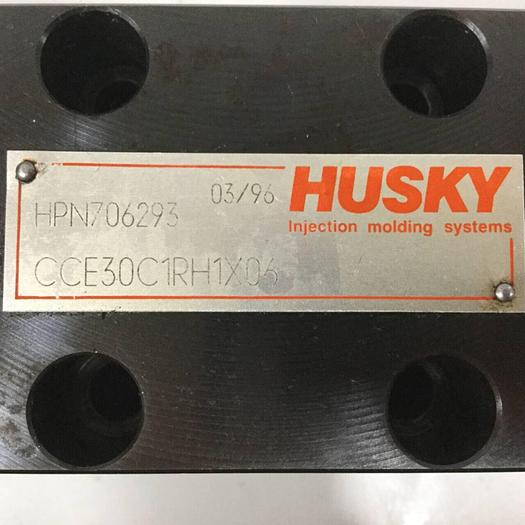 03/96 HUSKY
HPN706293
Injection molding systems
CCE30C1RH1X06